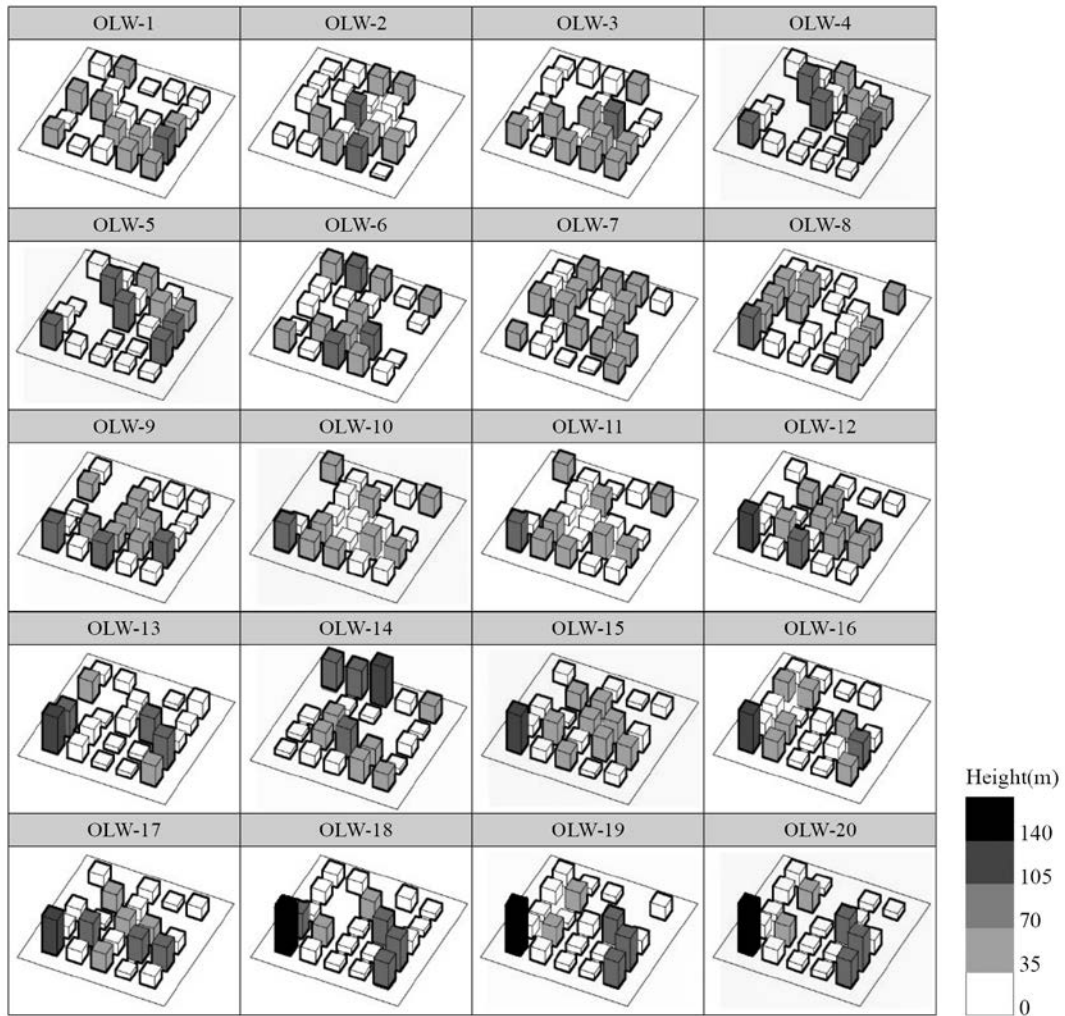 OLW-1 OLW-2 OLW-3 OLW-4
OLW-5 OLW-6 OLW-7 OLW-8
OLW-9 OLW-10 OLW-11 OLW-12
OLW-13 OLW-14 OLW-15 OLW-16
Height(m)
OLW-17 OLW-18 OLW-19 OLW-20
140
105
70
35
0